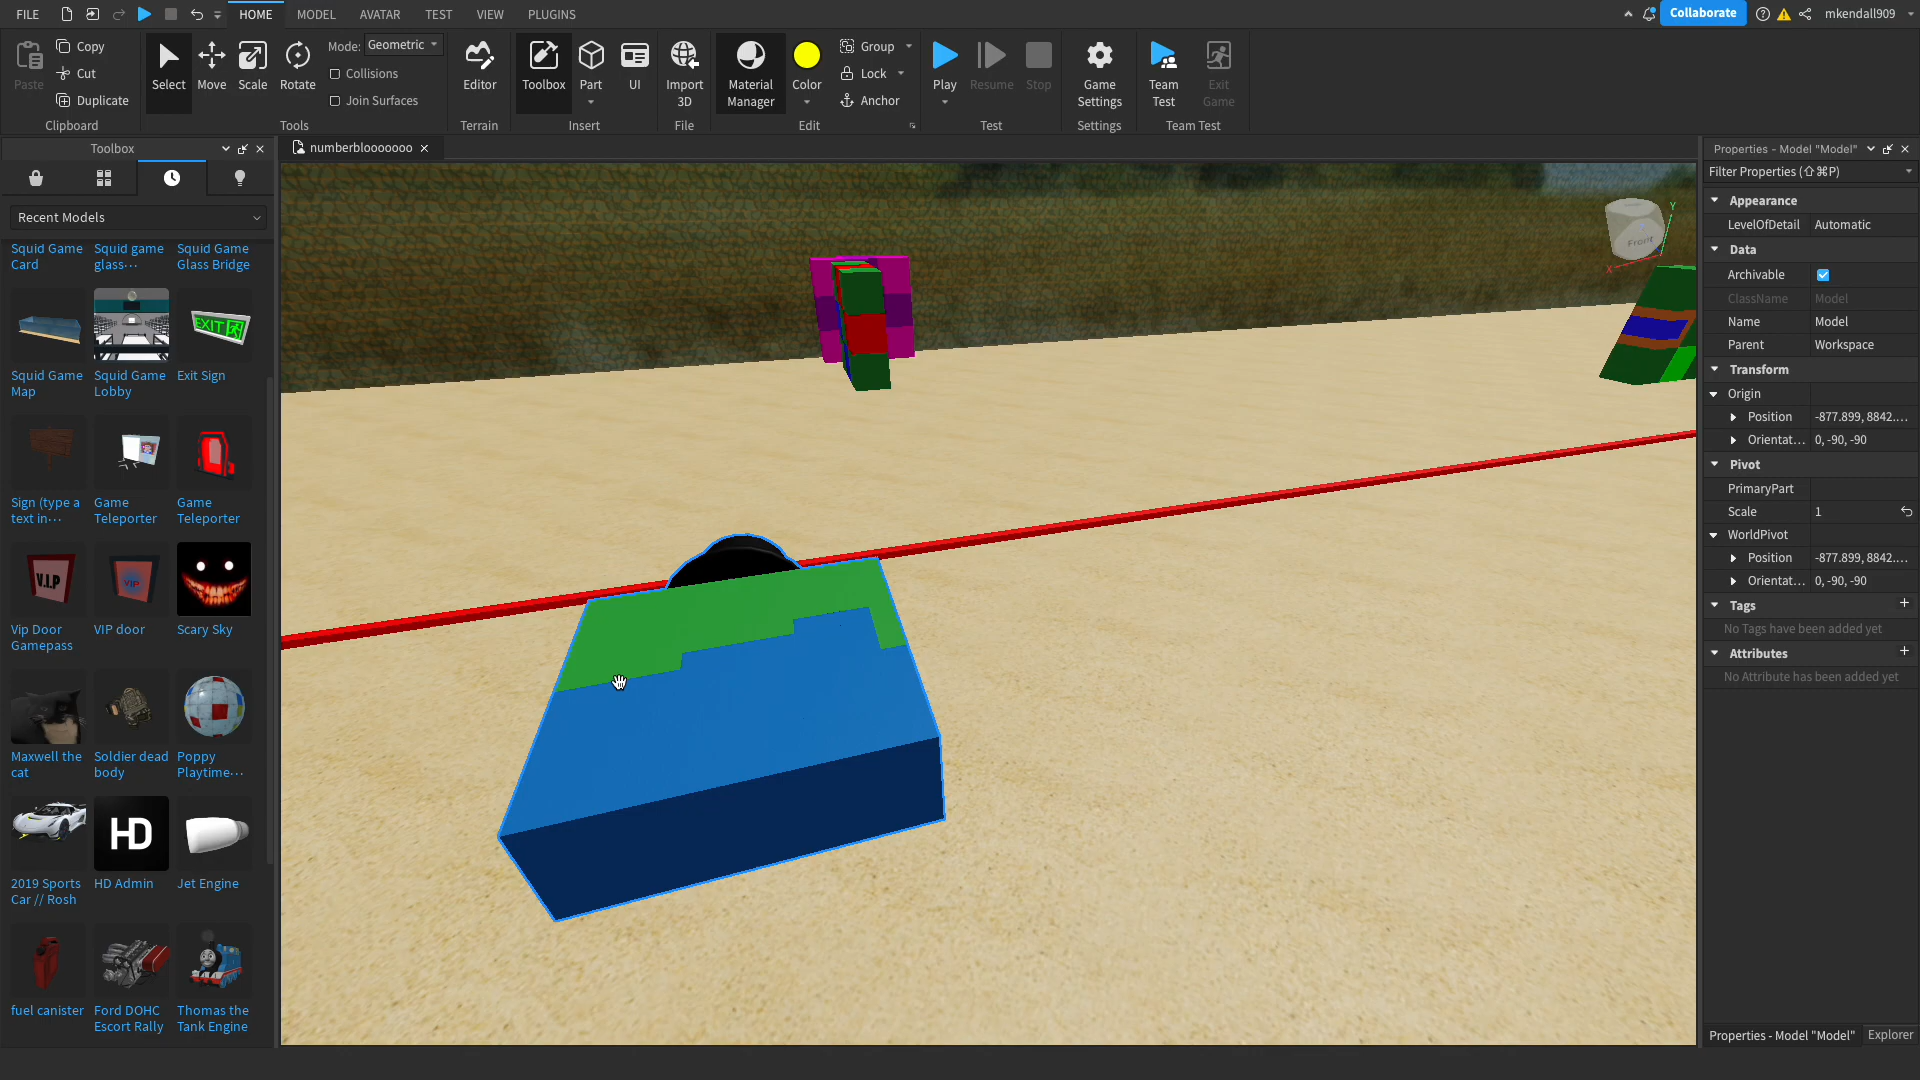 FILE HOME MODEL AVATAR TEST VIEW PLUGINS Collaborate mkendall909
Paste Copy Cut Duplicate Clipboard
Select Move Scale Rotate Mode: Geometric Collisions Join Surfaces Tools
Editor Terrain
Toolbox Part UI Insert
Import 3D File
Material Manager Color Group Lock Anchor Edit
Play Resume Stop Test
Game Settings Settings
Team Test Exit Game Team Test
Toolbox
Recent Models
Squid Game Card
Squid game glass...
Squid Game Glass Bridge
Squid Game Map
Squid Game Lobby
EXIT
Exit Sign
Sign (type a text in...
Game Teleporter
Game Teleporter
V.I.P
Vip Door Gamepass
VIP
VIP door
Scary Sky
Maxwell the cat
Soldier dead body
Poppy Playtime...
2019 Sports Car // Rosh
HD
HD Admin
Jet Engine
fuel canister
Ford DOHC Escort Rally
Thomas the Tank Engine
numberblooooooo
Front
X
Y
Properties - Model "Model"
Filter Properties (⇧⌘P)
Appearance
LevelOfDetail Automatic
Data
Archivable
ClassName Model
Name Model
Parent Workspace
Transform
Origin
Position -877.899, 8842....
Orientat... 0, -90, -90
Pivot
PrimaryPart
Scale 1
WorldPivot
Position -877.899, 8842....
Orientat... 0, -90, -90
Tags
No Tags have been added yet
Attributes
No Attribute has been added yet
Properties - Model "Model" Explorer